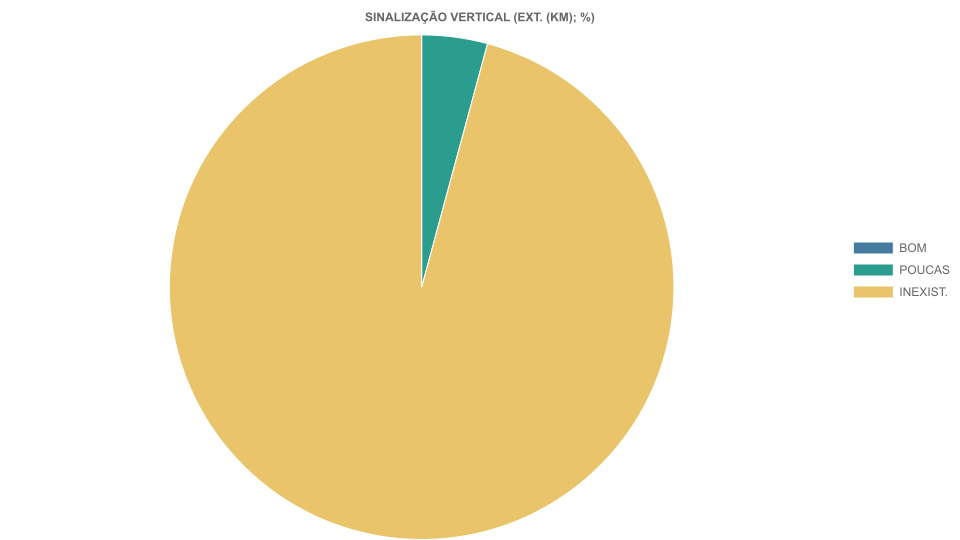 SINALIZAÇÃO VERTICAL (EXT. (KM); %)
BOM
POUCAS
INEXIST.